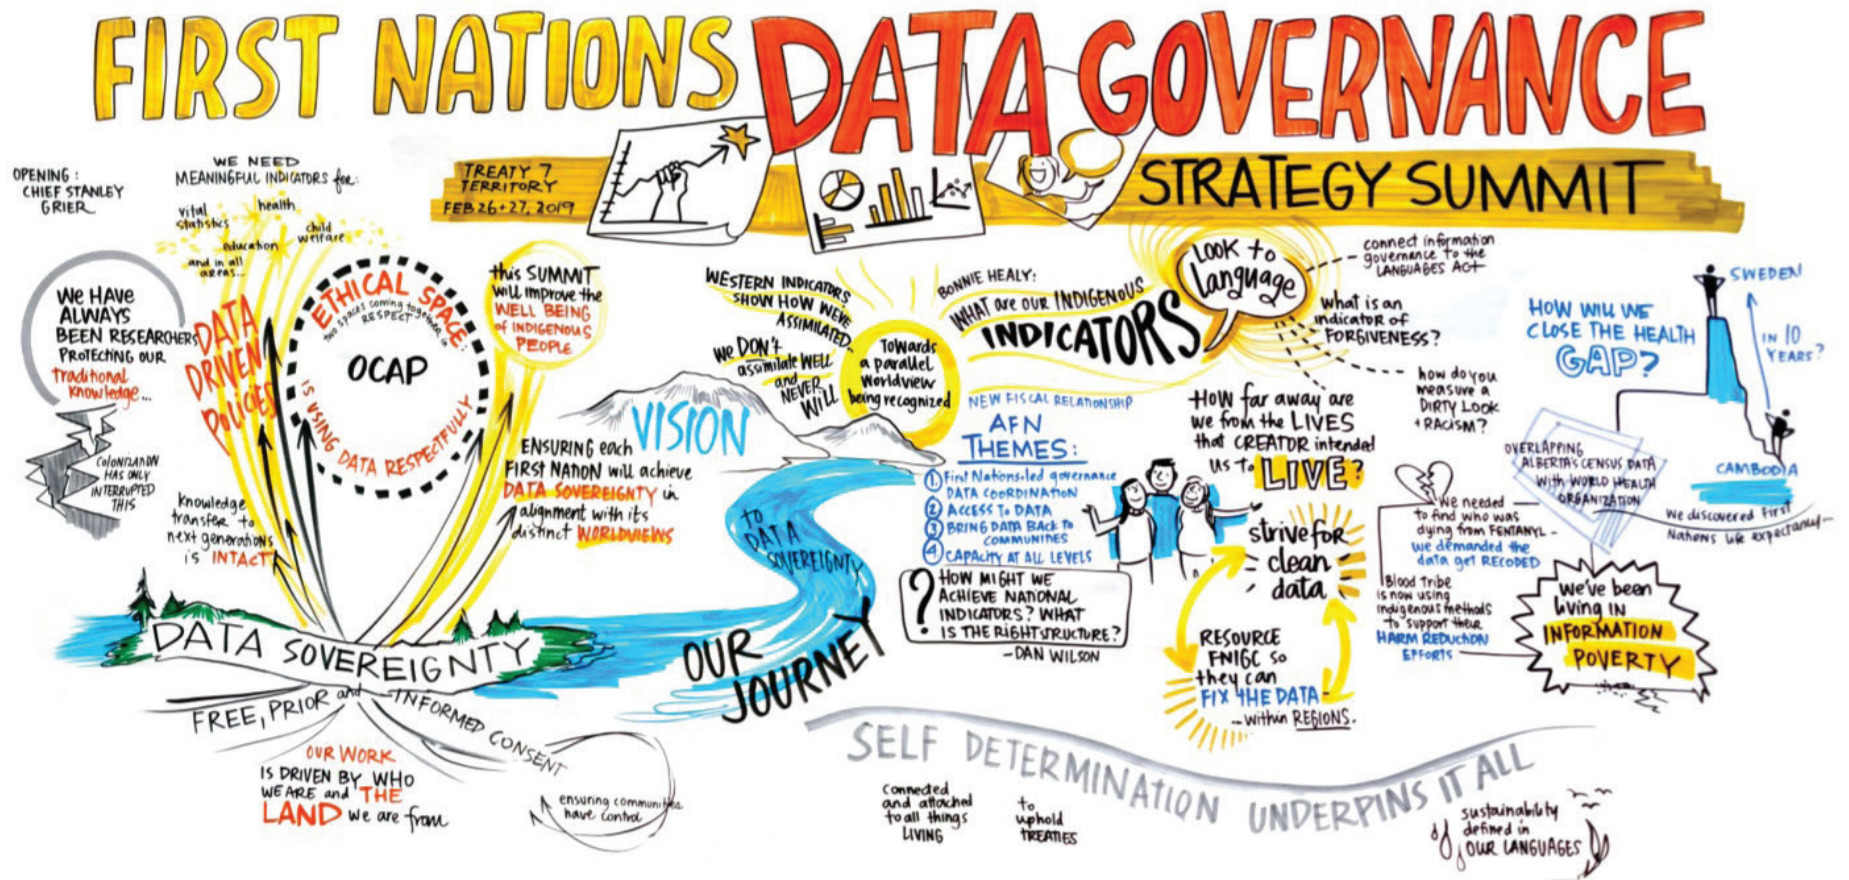 FIRST NATIONS DATA GOVERNANCE
STRATEGY SUMMIT
TREATY 7
TERRITORY
FEB 26+27, 2019
OPENING:
CHIEF STANLEY
GRIER
WE NEED
MEANINGFUL INDICATORS for:
vital
statistics
health
education
child
welfare
and in all
areas...
WE HAVE
ALWAYS
BEEN RESEARCHERS
PROTECTING OUR
traditional
knowledge...
COLONIZATION
HAS ONLY
INTERRUPTED
THIS
DATA
DRIVEN
POLICIES
ETHICAL SPACE:
two spaces coming together in
RESPECT
OCAP
IS USING DATA RESPECTFULLY
this SUMMIT
will improve the
WELL BEING
of INDIGENOUS
PEOPLE
knowledge
transfer to
next generations
is INTACT
VISION
ENSURING each
FIRST NATION will achieve
DATA SOVEREIGNTY in
alignment with its
distinct WORLDVIEWS
DATA SOVEREIGNTY
FREE, PRIOR and INFORMED CONSENT
OUR WORK
IS DRIVEN BY WHO
WE ARE and THE
LAND we are from
ensuring communities
have control
WESTERN INDICATORS
SHOW HOW WE'VE
ASSIMILATED
We DON'T
assimilate WELL
and
NEVER
WILL
TOWARDS
a parallel
worldview
being recognized
TO
DATA
SOVEREIGNTY
OUR
JOURNEY
BONNIE HEALY:
WHAT are OUR INDIGENOUS
INDICATORS
LOOK to
Language
connect information
governance to the
LANGUAGES ACT
what is an
indicator of
FORGIVENESS?
how do you
measure a
DIRTY LOOK
+ RACISM?
NEW FISCAL RELATIONSHIP
AFN
THEMES:
1. First Nations-led governance
DATA COORDINATION
2 ACCESS TO DATA
3 BRING DATA BACK to
COMMUNITIES
4 CAPACITY AT ALL LEVELS
? HOW MIGHT WE
ACHIEVE NATIONAL
INDICATORS? WHAT
IS THE RIGHT STRUCTURE?
-DAN WILSON
HOW far away are
we from the LIVES
that CREATOR intended
us to LIVE?
strive for
clean
data
RESOURCE
FNIGC so
they can
FIX THE DATA
...within REGIONS.
HOW WILL WE
CLOSE THE HEALTH
GAP?
SWEDEN
IN 10
YEARS?
CAMBODIA
OVERLAPPING
ALBERTA'S CENSUS DATA
with WORLD HEALTH
ORGANIZATION
We discovered First
Nations life expectancy...
We needed
to find who was
dying from FENTANYL -
we demanded the
data get RECODED
Blood Tribe
is now using
indigenous methods
to support their
HARM REDUCTION
EFFORTS
we've been
living IN
INFORMATION
POVERTY
SELF DETERMINATION UNDERPINS IT ALL
connected
and attached
to all things
LIVING
to
uphold
TREATIES
sustainability
defined in
OUR LANGUAGES